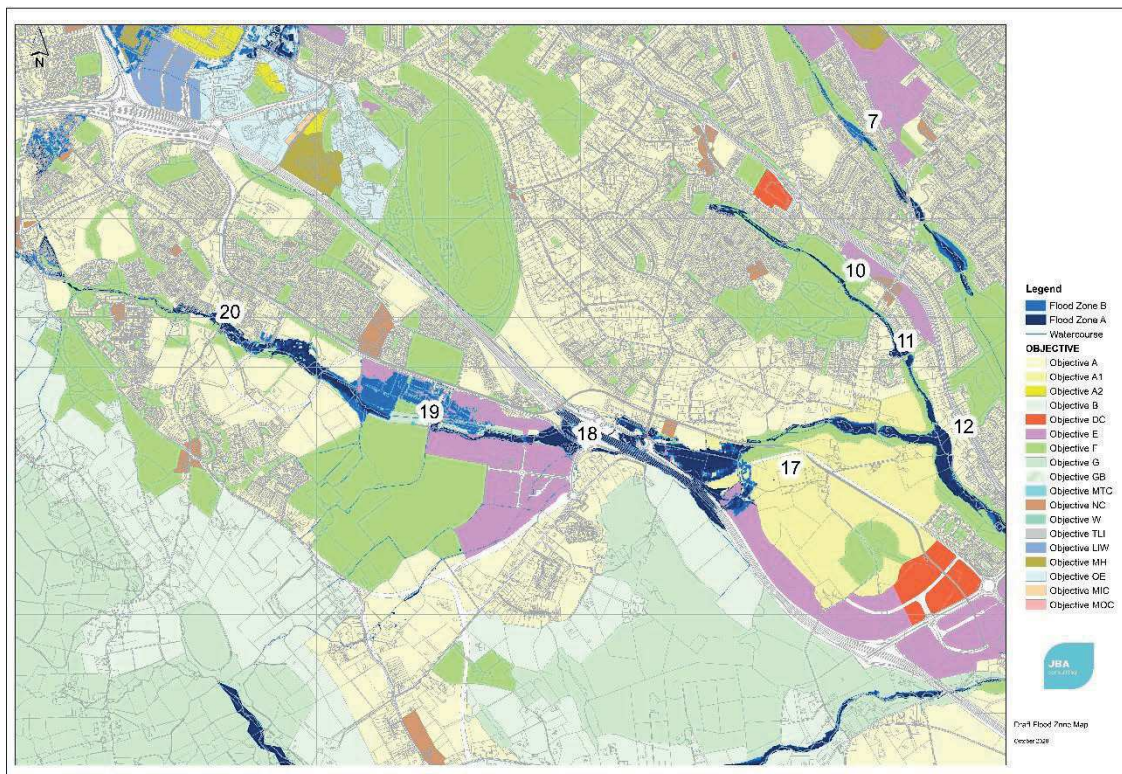 N
7
10
11
12
20
19
18
17
Legend
Flood Zone B
Flood Zone A
Watercourse
OBJECTIVE
Objective A
Objective A1
Objective A2
Objective B
Objective DC
Objective E
Objective F
Objective G
Objective GB
Objective MTC
Objective NC
Objective W
Objective TLI
Objective LIW
Objective MH
Objective OE
Objective MIC
Objective MOC
JBA
consulting
Draft Flood Zone Map
October 2020